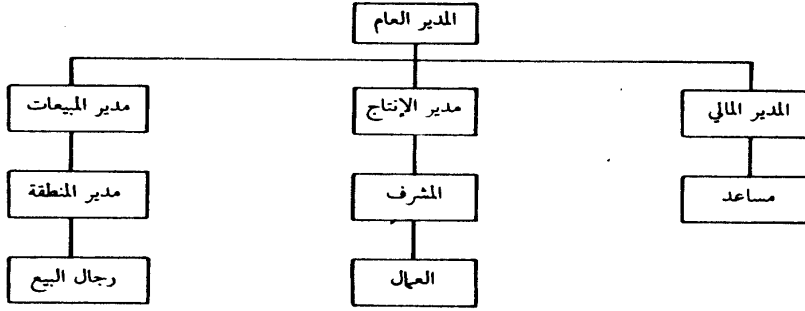 المدير العام
المدير المالي
مدير الإنتاج
مدير المبيعات
مساعد
المشرف
مدير المنطقة
العمال
رجال البيع